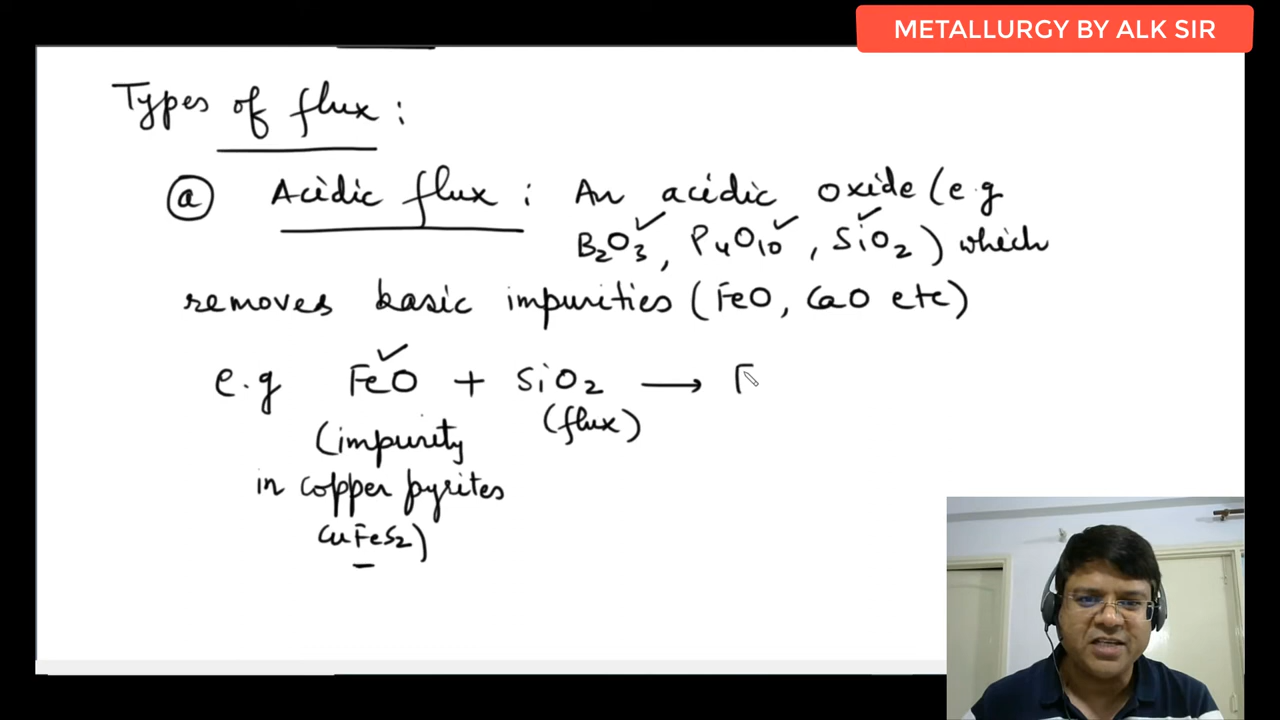 METALLURGY BY ALK SIR
Types of flux :
(a) Acidic flux : An acidic oxide (e.g
B2O3, P4O10, SiO2) which
removes basic impurities (FeO, CaO etc)
e.g FeO + SiO2 → F
(impurity (flux)
in copper pyrites
CuFeS2)